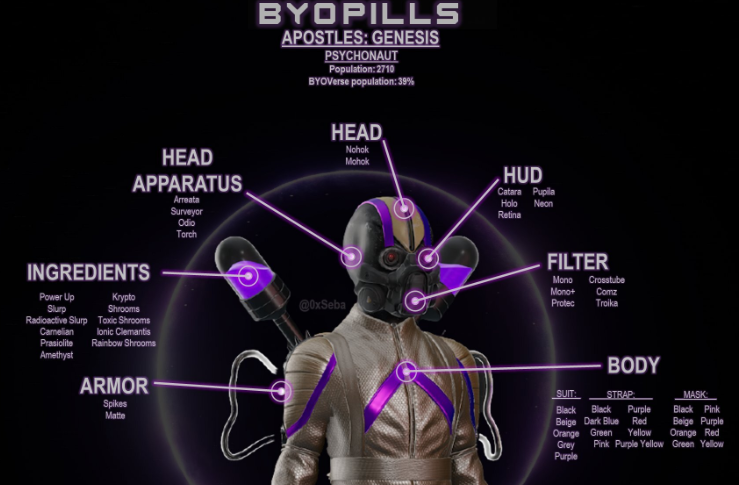 BYOPILLS
APOSTLES: GENESIS
PSYCHONAUT
Population: 2710
BYOVerse population: 39%
HEAD
Nohok
Mohok
HEAD
APPARATUS
Arreata
Surveyor
Odio
Torch
HUD
Catara Pupila
Holo Neon
Retina
INGREDIENTS
Power Up Krypto
Slurp Shrooms
Radioactive Slurp Toxic Shrooms
Carnelian Ionic Clemantis
Prasiolite Rainbow Shrooms
Amethyst
FILTER
Mono Crosstube
Mono+ Comz
Protec Troika
@0xSeba
ARMOR
Spikes
Matte
BODY
SUIT: STRAP: MASK:
Black Black Purple Black Pink
Beige Dark Blue Red Beige Purple
Orange Green Yellow Orange Red
Grey Pink Purple Yellow Green Yellow
Purple